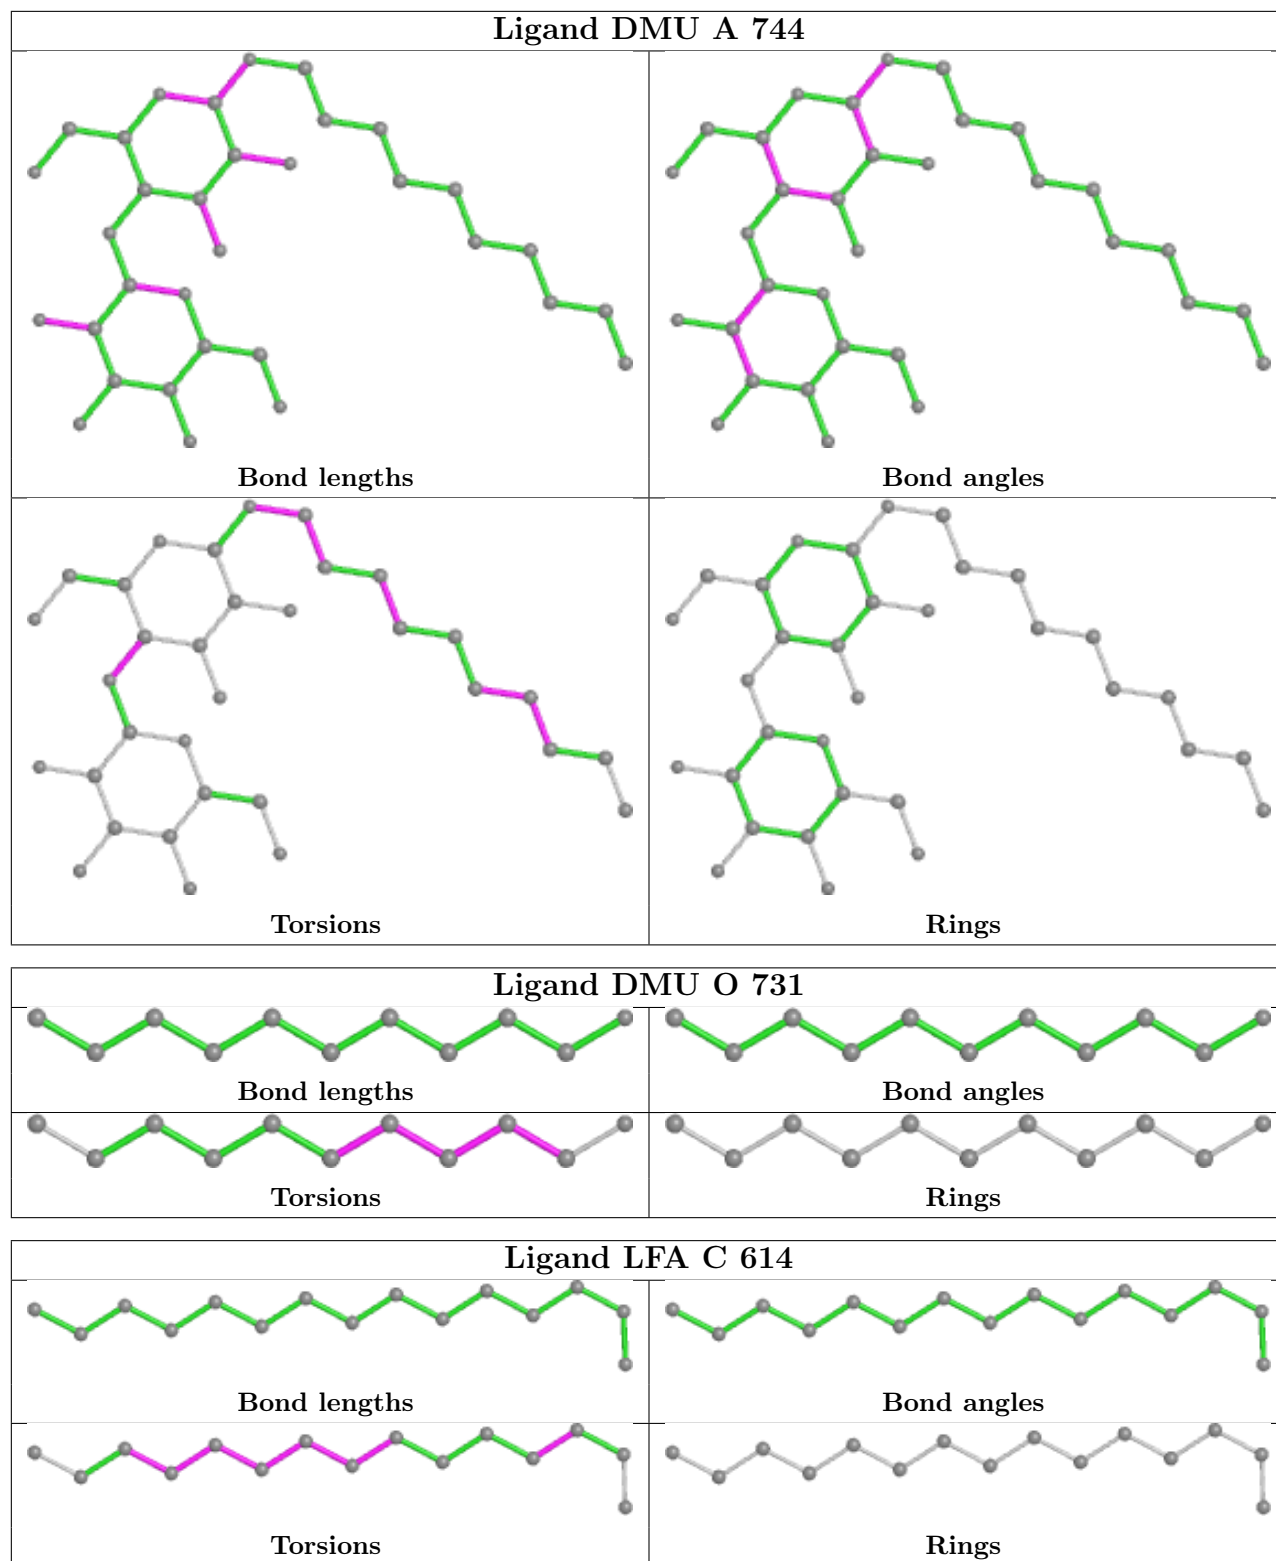 Ligand DMU A 744
Bond lengths
Bond angles
Torsions
Rings
Ligand DMU O 731
Bond lengths
Bond angles
Torsions
Rings
Ligand LFA C 614
Bond lengths
Bond angles
Torsions
Rings